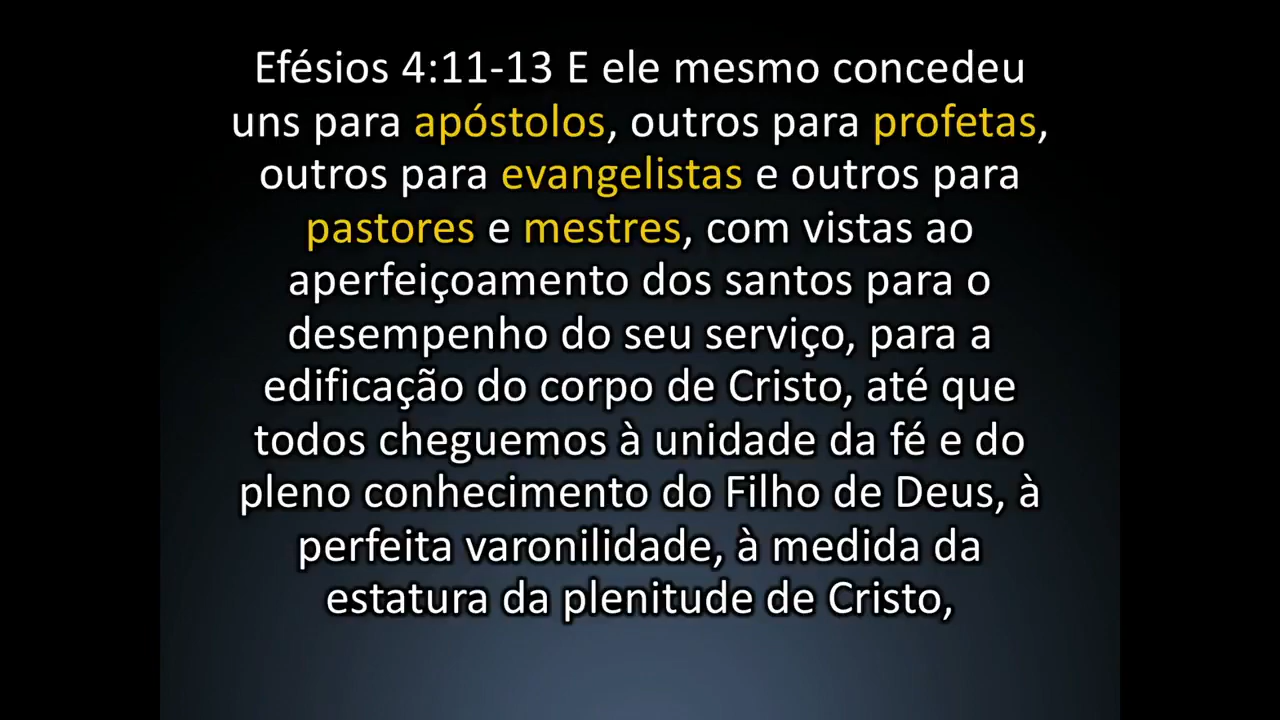 Efésios 4:11-13 E ele mesmo concedeu
uns para apóstolos, outros para profetas,
outros para evangelistas e outros para
pastores e mestres, com vistas ao
aperfeiçoamento dos santos para o
desempenho do seu serviço, para a
edificação do corpo de Cristo, até que
todos cheguemos à unidade da fé e do
pleno conhecimento do Filho de Deus, à
perfeita varonilidade, à medida da
estatura da plenitude de Cristo,